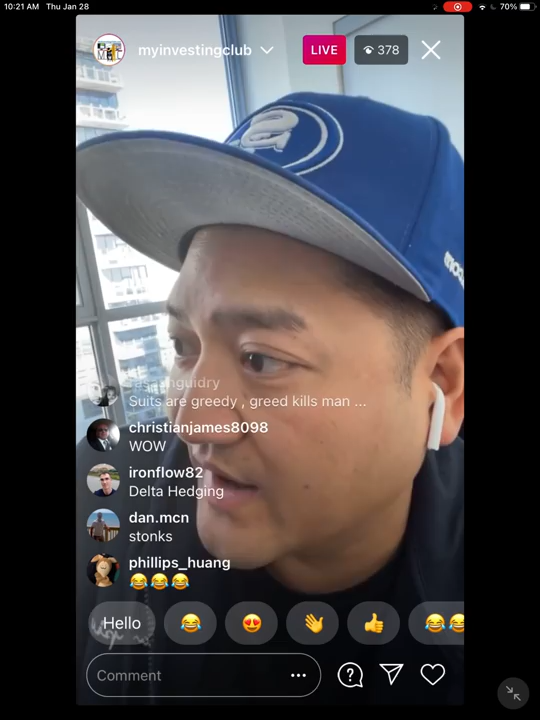 10:21 AM Thu Jan 28
70%
myinvestingclub
LIVE
378
Suits are greedy , greed kills man ...
christianjames8098
WOW
ironflow82
Delta Hedging
dan.mcn
stonks
phillips_huang
😂😂😂
Hello
Comment